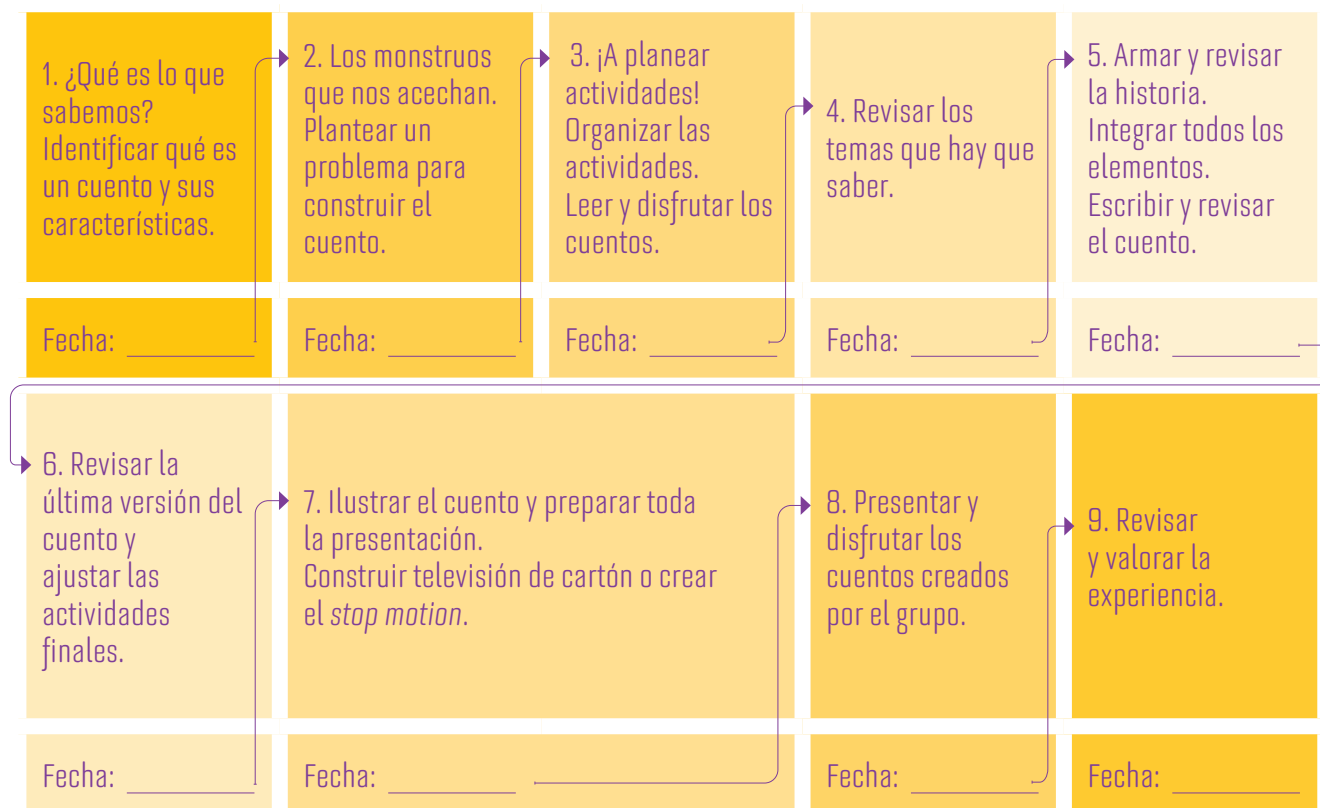 1. ¿Qué es lo que
sabemos?
Identificar qué es
un cuento y sus
características.
Fecha:
2. Los monstruos
que nos acechan.
Plantear un
problema para
construir el
cuento.
Fecha:
3. ¡A planear
actividades!
Organizar las
actividades.
Leer y disfrutar los
cuentos.
Fecha:
4. Revisar los
temas que hay que
saber.
Fecha:
5. Armar y revisar
la historia.
Integrar todos los
elementos.
Escribir y revisar
el cuento.
Fecha:
6. Revisar la
última versión del
cuento y
ajustar las
actividades
finales.
Fecha:
7. Ilustrar el cuento y preparar toda
la presentación.
Construir televisión de cartón o crear
el stop motion.
Fecha:
8. Presentar y
disfrutar los
cuentos creados
por el grupo.
Fecha:
9. Revisar
y valorar la
experiencia.
Fecha: